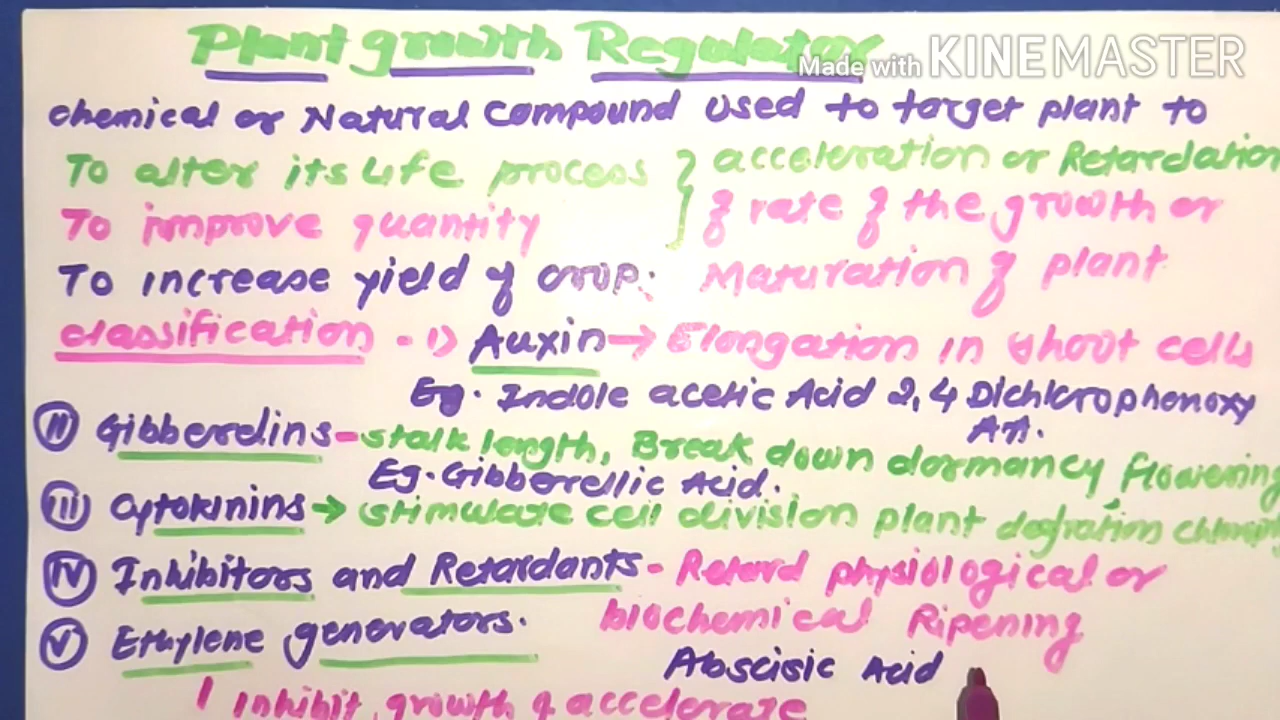 Plant growth Regulator
Made with KINEMASTER
chemical or Natural Compound used to target plant to
To alter its Life process } acceleration or Retardation
To improve quantity of rate of the growth or
To increase yield of crop. Maturation of plant
classification - 1) Auxin → Elongation in shoot cells
Eg. Indole acetic Acid 2,4 Dichlorophenoxy
AA.
II Gibberelins - stalk length, Break down dormancy flowering
Eg. Gibberellic Acid.
III Cytokinins → stimulate cell division plant
IV Inhibitors and Retardants - Retard physiological or
biochemical Ripening
V Ethylene generators.
Abscisic Acid
Inhibit growth & accelerate